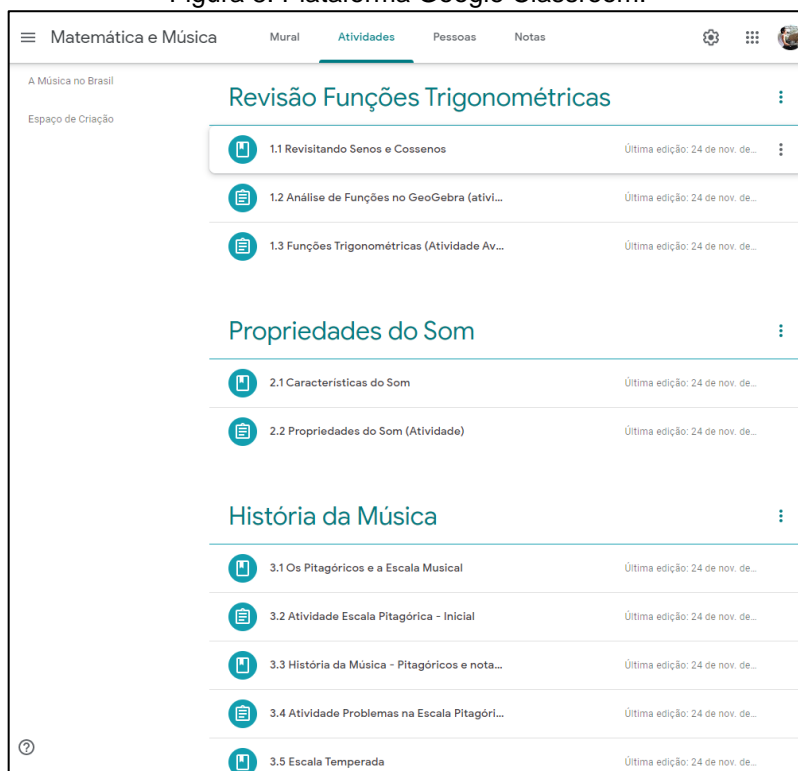 Figura 3: Plataforma Google Classroom.
Matemática e Música Mural Atividades Pessoas Notas
A Música no Brasil
Espaço de Criação
Revisão Funções Trigonométricas
1.1 Revisitando Senos e Cossenos Última edição: 24 de nov. de...
1.2 Análise de Funções no GeoGebra (ativi... Última edição: 24 de nov. de...
1.3 Funções Trigonométricas (Atividade Av... Última edição: 24 de nov. de...
Propriedades do Som
2.1 Características do Som Última edição: 24 de nov. de...
2.2 Propriedades do Som (Atividade) Última edição: 24 de nov. de...
História da Música
3.1 Os Pitagóricos e a Escala Musical Última edição: 24 de nov. de...
3.2 Atividade Escala Pitagórica - Inicial Última edição: 24 de nov. de...
3.3 História da Música - Pitagóricos e nota... Última edição: 24 de nov. de...
3.4 Atividade Problemas na Escala Pitagóri... Última edição: 24 de nov. de...
3.5 Escala Temperada Última edição: 24 de nov. de...